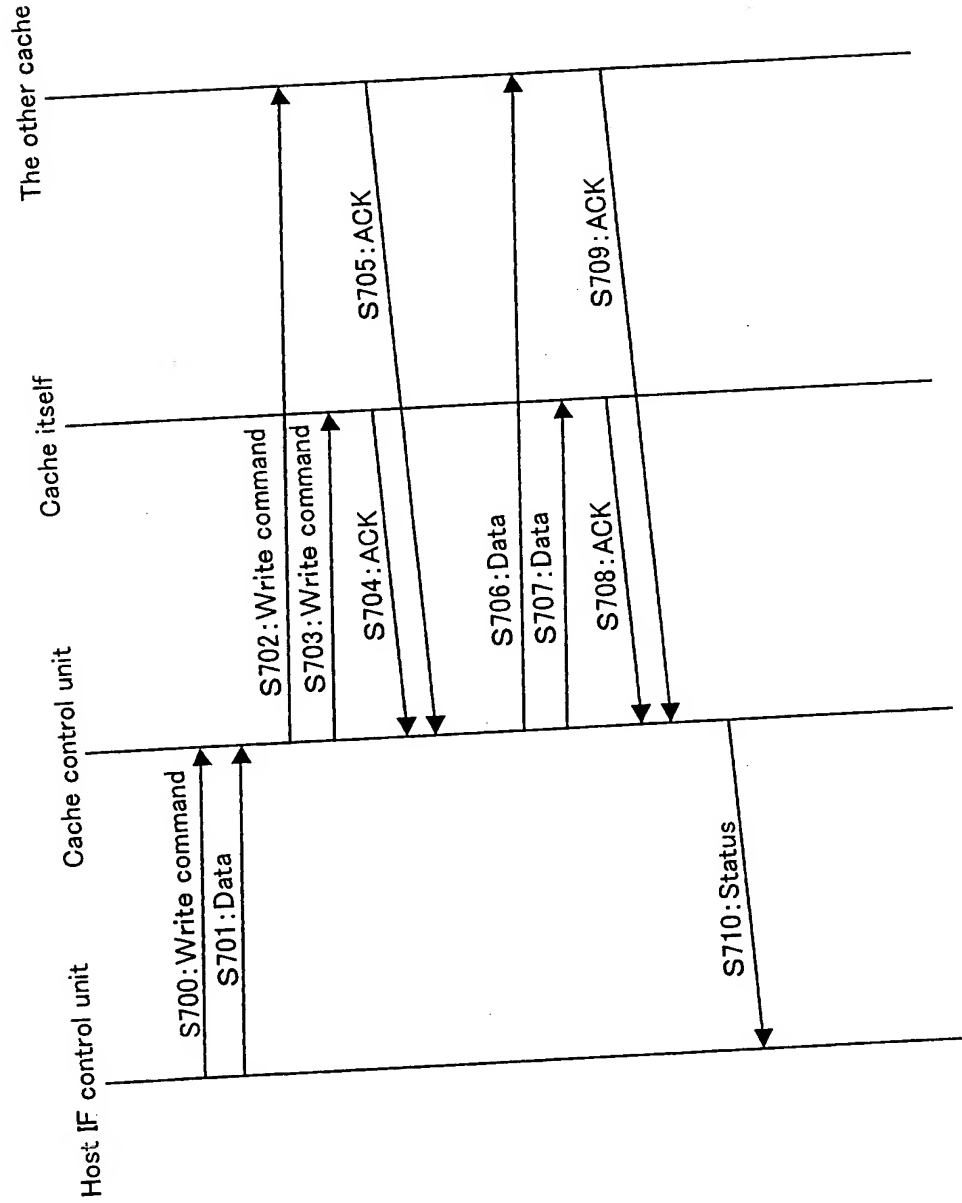 Host IF control unit
Cache control unit
Cache itself
The other cache
S700:Write command
S701:Data
S702:Write command
S703:Write command
S704:ACK
S705:ACK
S706:Data
S707:Data
S708:ACK
S709:ACK
S710:Status